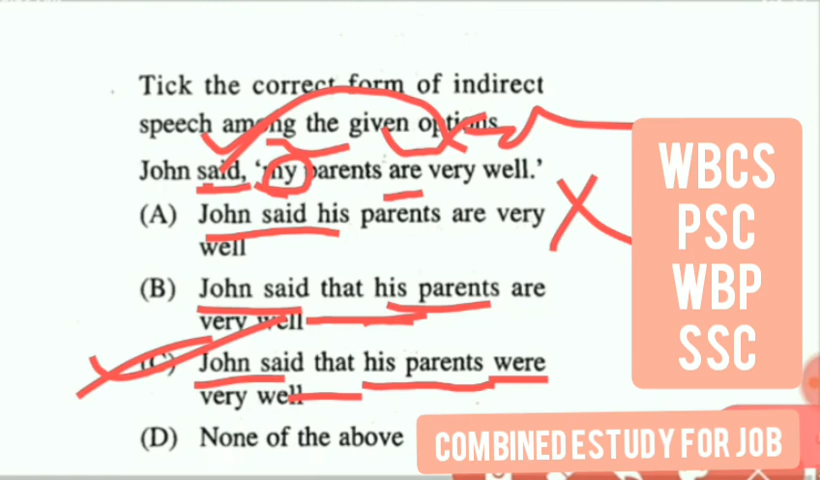 Tick the correct form of indirect
speech among the given options
John said, 'my parents are very well.'
(A) John said his parents are very
well
(B) John said that his parents are
very well
(C) John said that his parents were
very well
(D) None of the above
WBCS
PSC
WBP
SSC
COMBINED ESTUDY FOR JOB